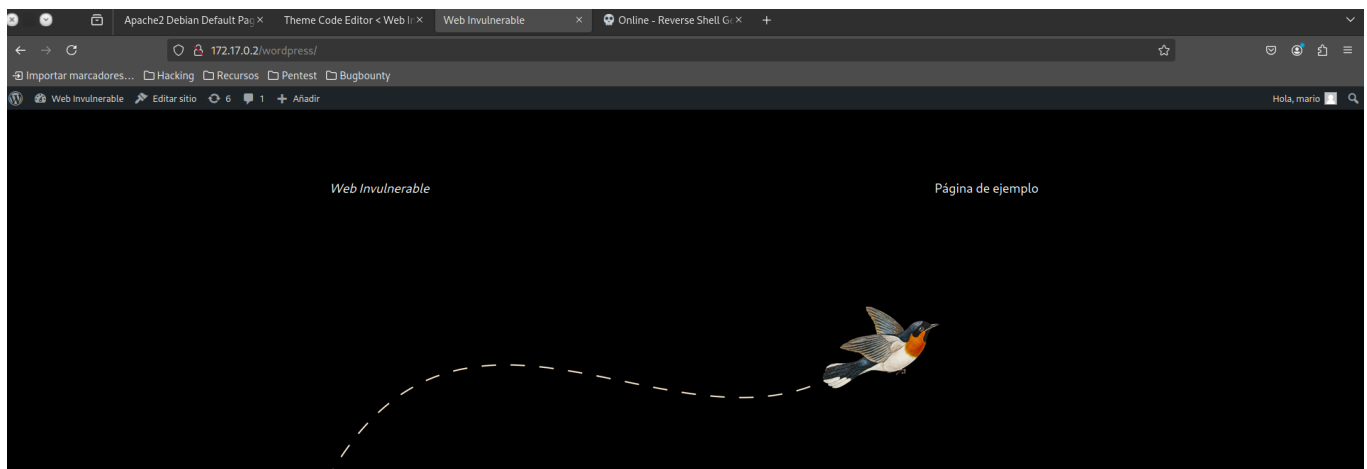 Apache2 Debian Default Pag
Theme Code Editor < Web In
Web Invulnerable
Online - Reverse Shell Ge
172.17.0.2/wordpress/
Importar marcadores...
Hacking
Recursos
Pentest
Bugbounty
Web Invulnerable
Editar sitio
6
1
Añadir
Hola, mario
Web Invulnerable
Página de ejemplo